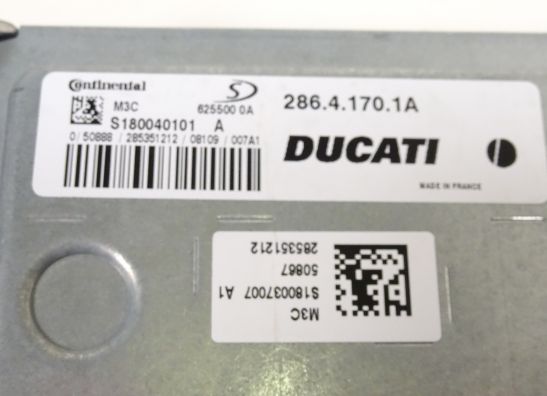 Continental
M3C 625500 0A
S180040101 A
0/50888/285351212/08109/007A1
286.4.170.1A
DUCATI
MADE IN FRANCE
M3C
S180037007 A1
50867
285351212